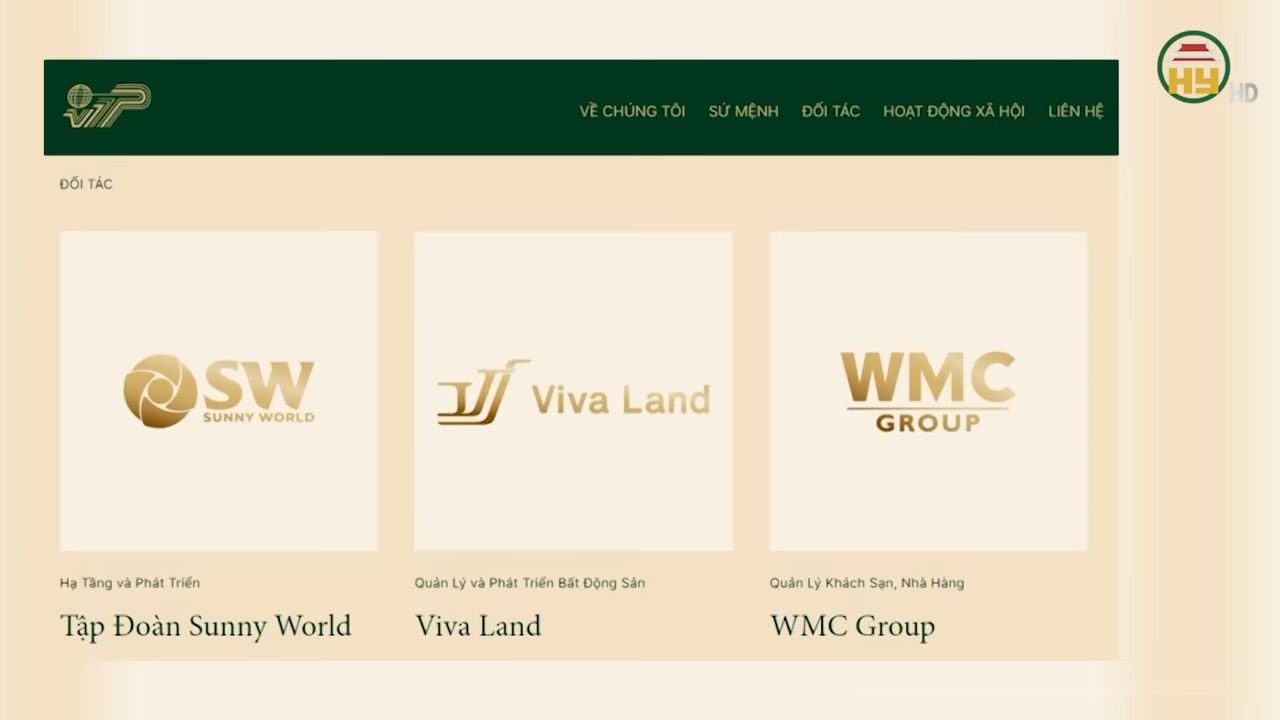 VTP
VỀ CHÚNG TÔI SỨ MỆNH ĐỐI TÁC HOẠT ĐỘNG XÃ HỘI LIÊN HỆ
HY HD
ĐỐI TÁC
SW
SUNNY WORLD
Viva Land
WMC
GROUP
Hạ Tầng và Phát Triển
Quản Lý và Phát Triển Bất Động Sản
Quản Lý Khách Sạn, Nhà Hàng
Tập Đoàn Sunny World
Viva Land
WMC Group